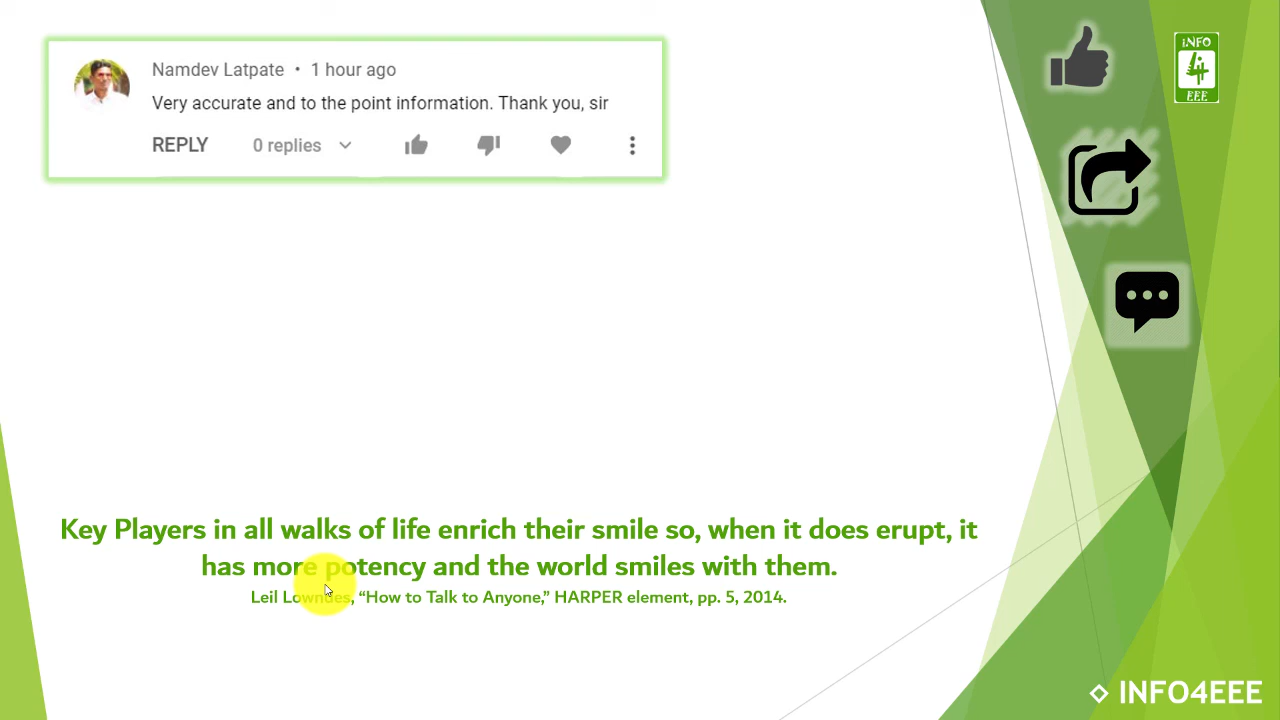 Namdev Latpate • 1 hour ago
Very accurate and to the point information. Thank you, sir
REPLY 0 replies
INFO
4
EEE
Key Players in all walks of life enrich their smile so, when it does erupt, it
has more potency and the world smiles with them.
Leil Lowndes, “How to Talk to Anyone,” HARPER element, pp. 5, 2014.
INFO4EEE